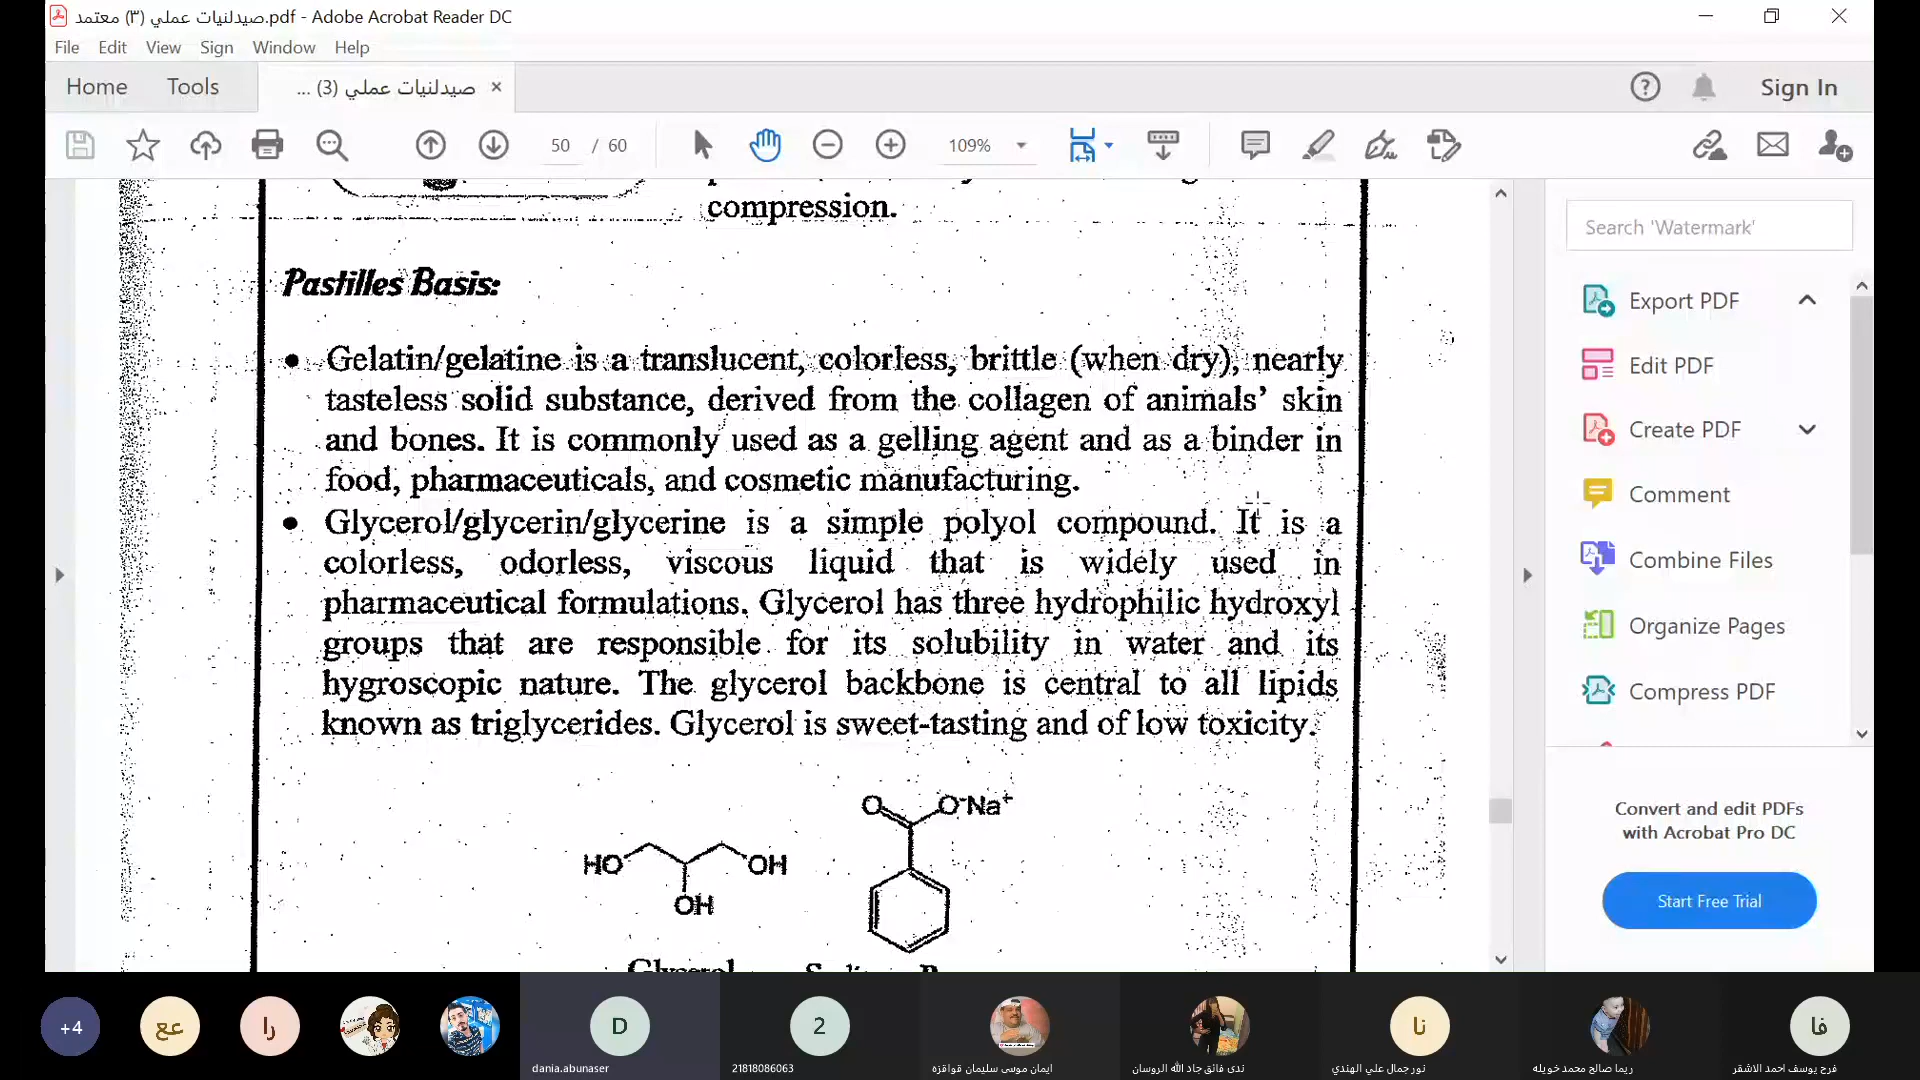 صيدلنيات عملي (٣) معتمد.pdf - Adobe Acrobat Reader DC
File Edit View Sign Window Help
Home Tools صيدلنيات عملي (3) ... × Sign In
50 / 60 109%
compression.
Search 'Watermark'
Pastilles Basis:
Export PDF
• Gelatin/gelatine is a translucent, colorless, brittle (when dry), nearly
tasteless solid substance, derived from the collagen of animals' skin
and bones. It is commonly used as a gelling agent and as a binder in
food, pharmaceuticals, and cosmetic manufacturing.
• Glycerol/glycerin/glycerine is a simple polyol compound. It is a
colorless, odorless, viscous liquid that is widely used in
pharmaceutical formulations. Glycerol has three hydrophilic hydroxyl
groups that are responsible for its solubility in water and its
hygroscopic nature. The glycerol backbone is central to all lipids
known as triglycerides. Glycerol is sweet-tasting and of low toxicity.
HO OH
OH
O O⁻Na⁺
Glycerol
Edit PDF
Create PDF
Comment
Combine Files
Organize Pages
Compress PDF
Convert and edit PDFs
with Acrobat Pro DC
Start Free Trial
+4
عع
را
D
dania.abunaser
2
21818086063
ايمان موسى سليمان قواقزه
ندى فائق جاد الله الروسان
نا
نور جمال علي الهندي
ريما صالح محمد خويله
فا
فرح يوسف احمد الاشقر